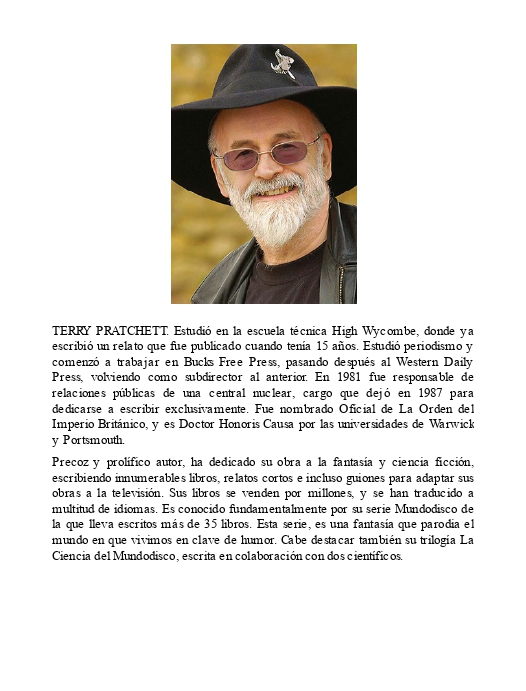 TERRY PRATCHETT. Estudió en la escuela técnica High Wycombe, donde ya
escribió un relato que fue publicado cuando tenía 15 años. Estudió periodismo y
comenzó a trabajar en Bucks Free Press, pasando después al Western Daily
Press, volviendo como subdirector al anterior. En 1981 fue responsable de
relaciones públicas de una central nuclear, cargo que dejó en 1987 para
dedicarse a escribir exclusivamente. Fue nombrado Oficial de La Orden del
Imperio Británico, y es Doctor Honoris Causa por las universidades de Warwick
y Portsmouth.
Precoz y prolífico autor, ha dedicado su obra a la fantasía y ciencia ficción,
escribiendo innumerables libros, relatos cortos e incluso guiones para adaptar sus
obras a la televisión. Sus libros se venden por millones, y se han traducido a
multitud de idiomas. Es conocido fundamentalmente por su serie Mundodisco de
la que lleva escritos más de 35 libros. Esta serie, es una fantasía que parodia el
mundo en que vivimos en clave de humor. Cabe destacar también su trilogía La
Ciencia del Mundodisco, escrita en colaboración con dos científicos.